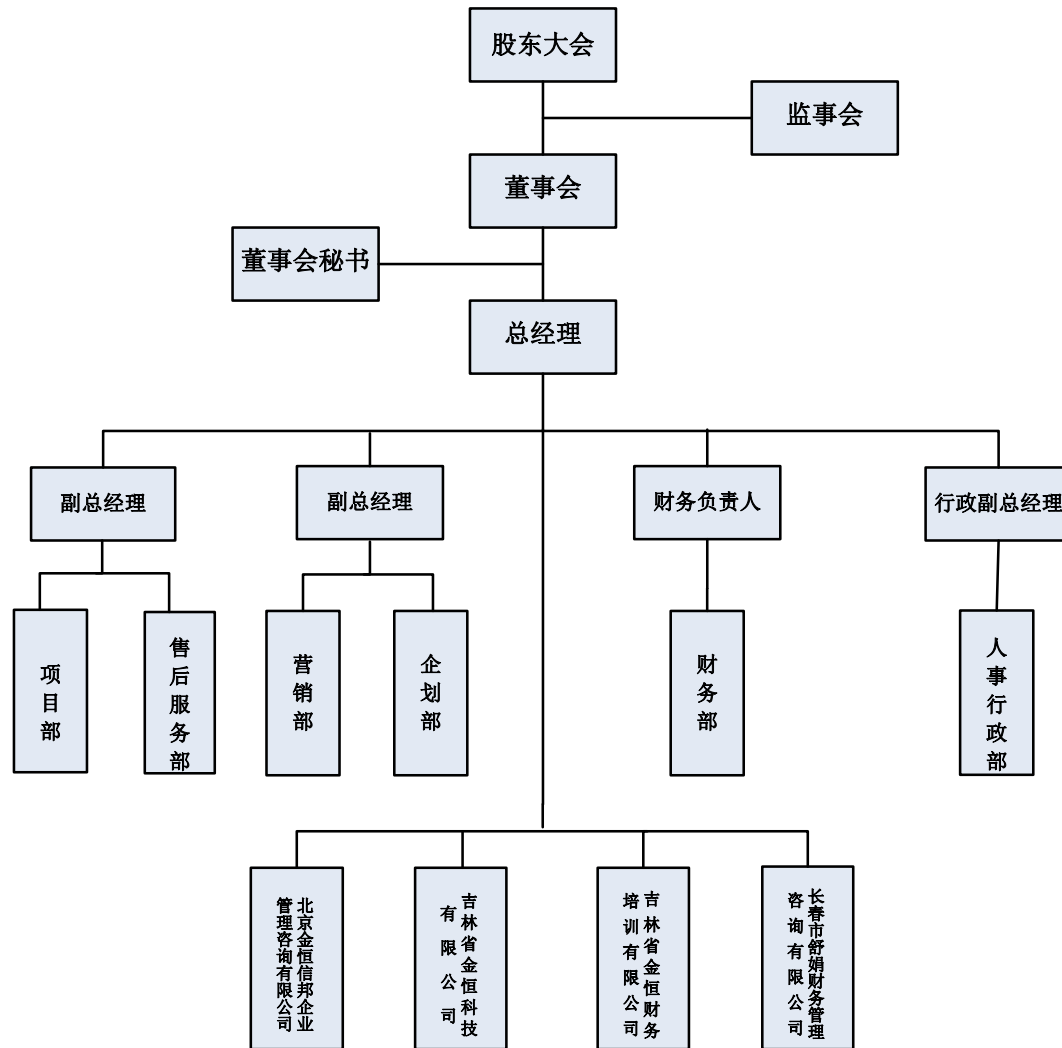 股东大会
监事会
董事会
董事会秘书
总经理
副总经理
副总经理
财务负责人
行政副总经理
项目部
售后服务部
营销部
企划部
财务部
人事行政部
北京金恒信邦企业
管理咨询有限公司
吉林省金恒科技
有限公司
吉林省金恒财务
培训有限公司
长春市舒娟财务管理
咨询有限公司